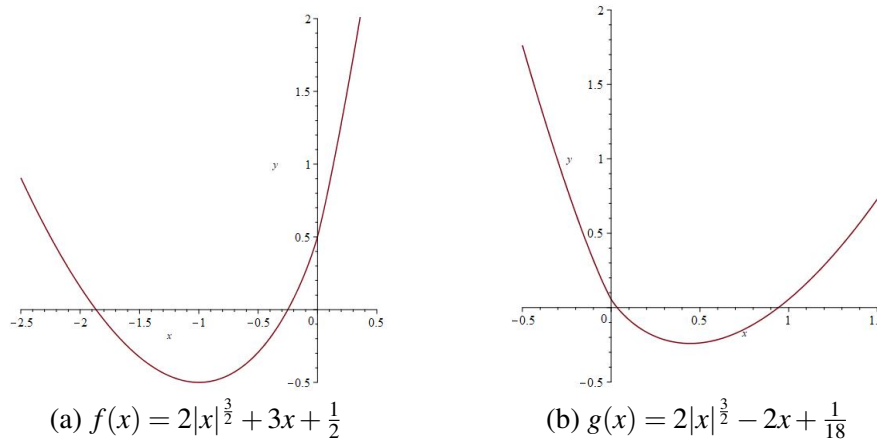 2
1.5
y
1
0.5
−2.5 −2 −1.5 −1 −0.5 0 0.5
x
−0.5
(a) f(x) = 2|x|^{3/2} + 3x + 1/2
2
1.5
y
1
0.5
−0.5 0 0.5 1 1.5
x
−0.5
(b) g(x) = 2|x|^{3/2} − 2x + 1/18